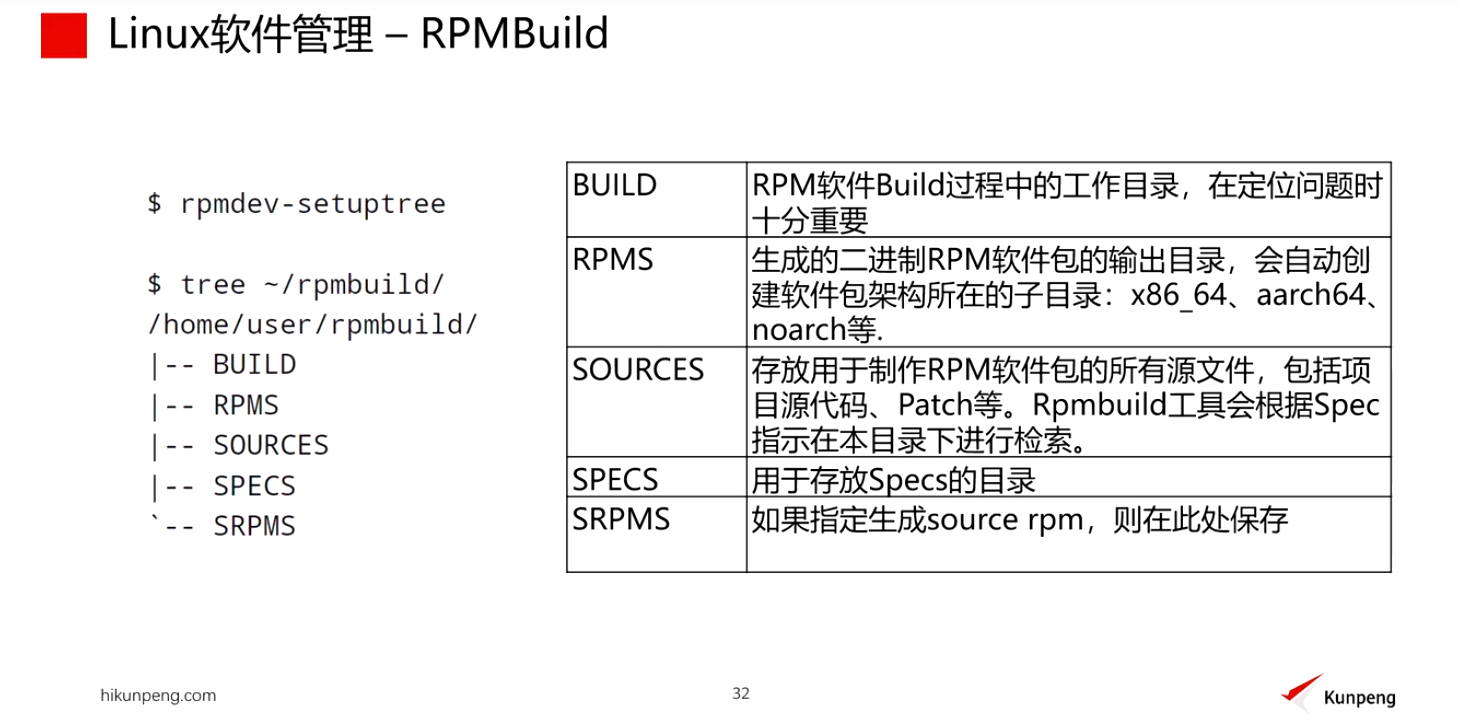 Linux软件管理 – RPMBuild
$ rpmdev-setuptree
$ tree ~/rpmbuild/
/home/user/rpmbuild/
|-- BUILD
|-- RPMS
|-- SOURCES
|-- SPECS
`-- SRPMS
BUILD
RPM软件Build过程中的工作目录，在定位问题时
十分重要
RPMS
生成的二进制RPM软件包的输出目录，会自动创
建软件包架构所在的子目录：x86_64、aarch64、
noarch等.
SOURCES
存放用于制作RPM软件包的所有源文件，包括项
目源代码、Patch等。Rpmbuild工具会根据Spec
指示在本目录下进行检索。
SPECS
用于存放Specs的目录
SRPMS
如果指定生成source rpm，则在此处保存
hikunpeng.com
32
Kunpeng